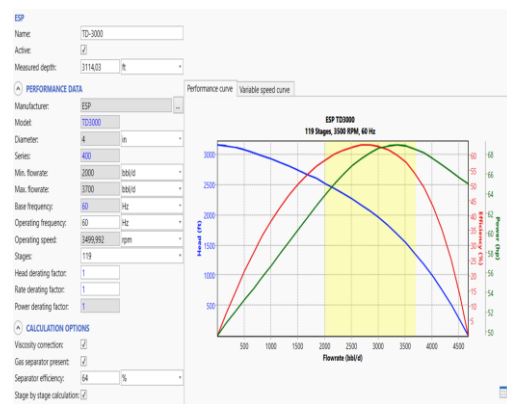 ESP
Name: TD-3000
Active:
Measured depth: 3114,03 ft
PERFORMANCE DATA
Manufacturer: ESP ...
Model: TD3000
Diameter: 4 in
Series: 400
Min. flowrate: 2000 bbl/d
Max. flowrate: 3700 bbl/d
Base frequency: 60 Hz
Operating frequency: 60 Hz
Operating speed: 3499,992 rpm
Stages: 119
Head derating factor: 1
Rate derating factor: 1
Power derating factor: 1
CALCULATION OPTIONS
Viscosity correction:
Gas separator present:
Separator efficiency: 64 %
Stage by stage calculation:
Performance curve Variable speed curve
ESP TD3000
119 Stages, 3500 RPM, 60 Hz
Head (ft)
3000
2500
2000
1500
1000
500
500 1000 1500 2000 2500 3000 3500 4000 4500
Flowrate (bbl/d)
60
55
50
45
40
35
30
25
20
15
10
5
Efficiency (%)
68
66
64
62
60
58
56
54
52
50
Power (hp)